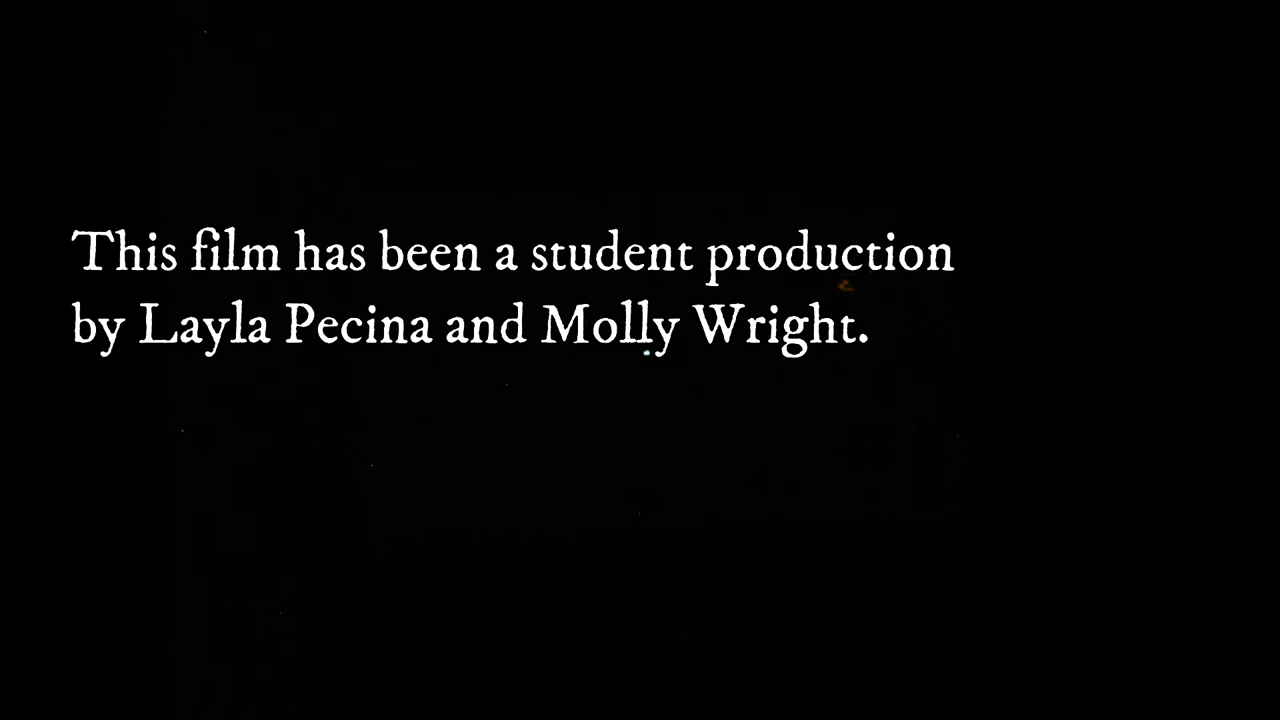 This film has been a student production
by Layla Pecina and Molly Wright.